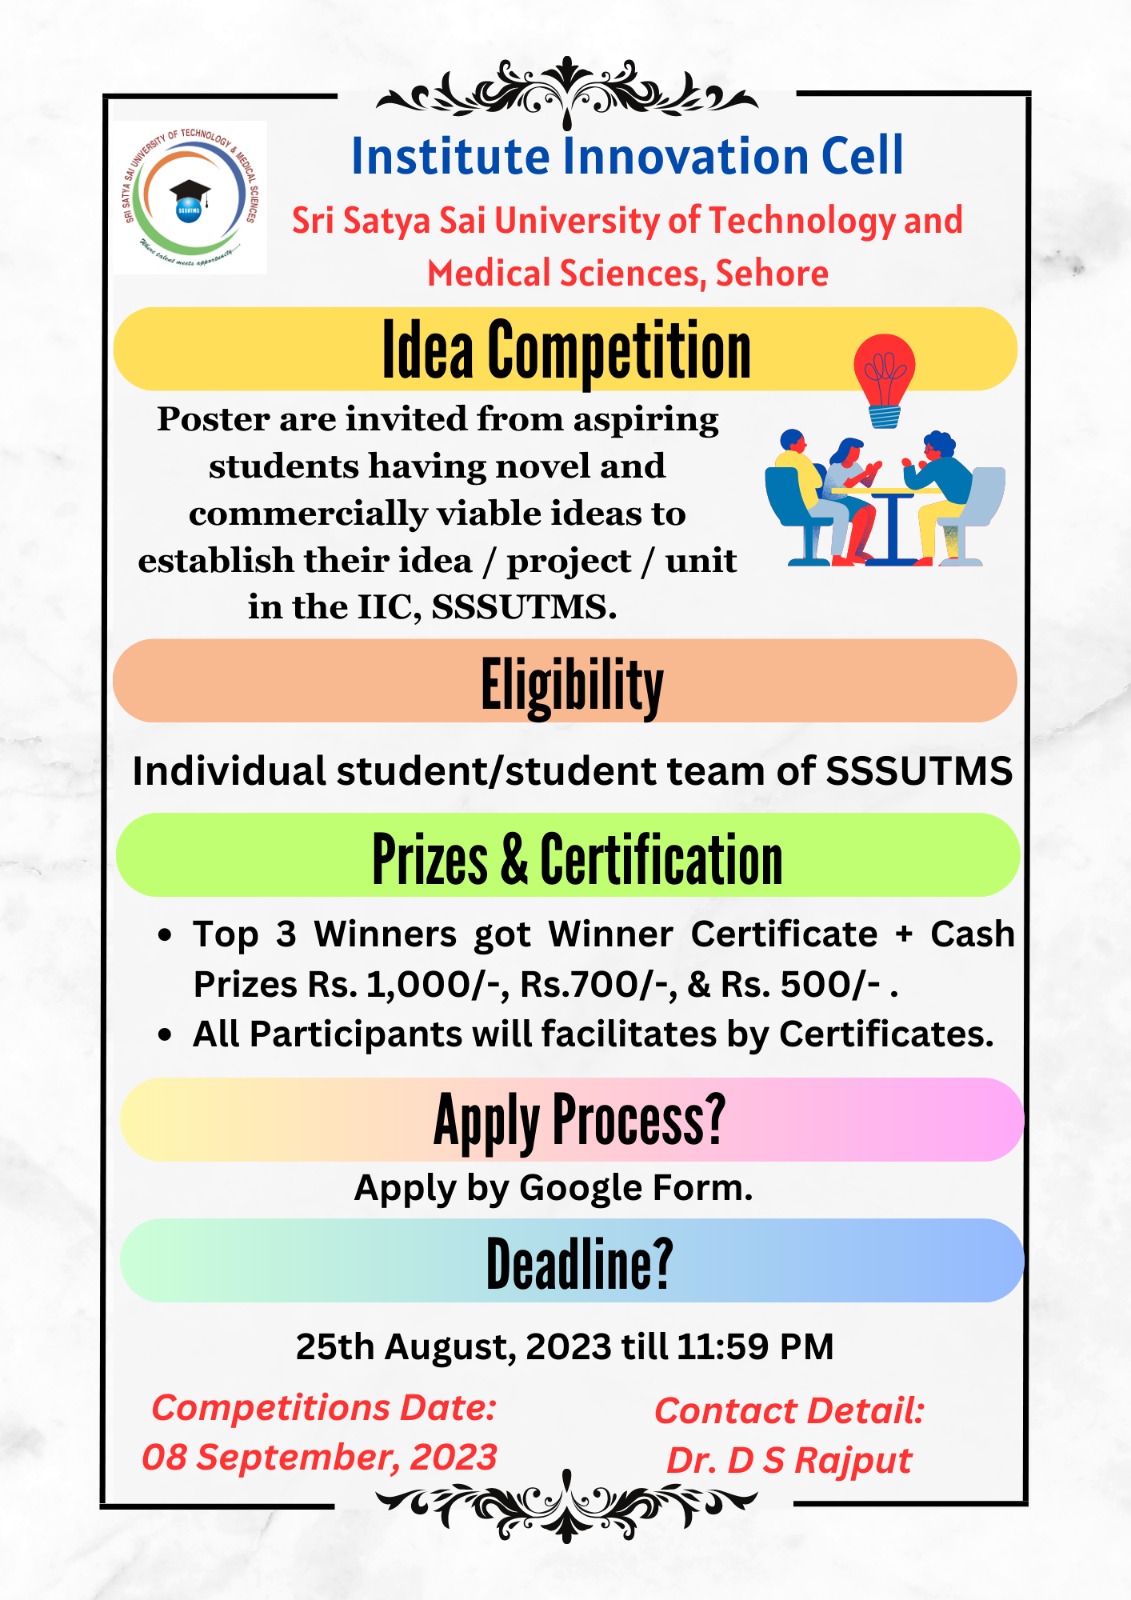 SRI SATYA SAI UNIVERSITY OF TECHNOLOGY & MEDICAL SCIENCES
SSSUTMS
Where talent meets opportunity.....
Institute Innovation Cell
Sri Satya Sai University of Technology and
Medical Sciences, Sehore
Idea Competition
Poster are invited from aspiring
students having novel and
commercially viable ideas to
establish their idea / project / unit
in the IIC, SSSUTMS.
Eligibility
Individual student/student team of SSSUTMS
Prizes & Certification
• Top 3 Winners got Winner Certificate + Cash
Prizes Rs. 1,000/-, Rs.700/-, & Rs. 500/- .
• All Participants will facilitates by Certificates.
Apply Process?
Apply by Google Form.
Deadline?
25th August, 2023 till 11:59 PM
Competitions Date:
08 September, 2023
Contact Detail:
Dr. D S Rajput